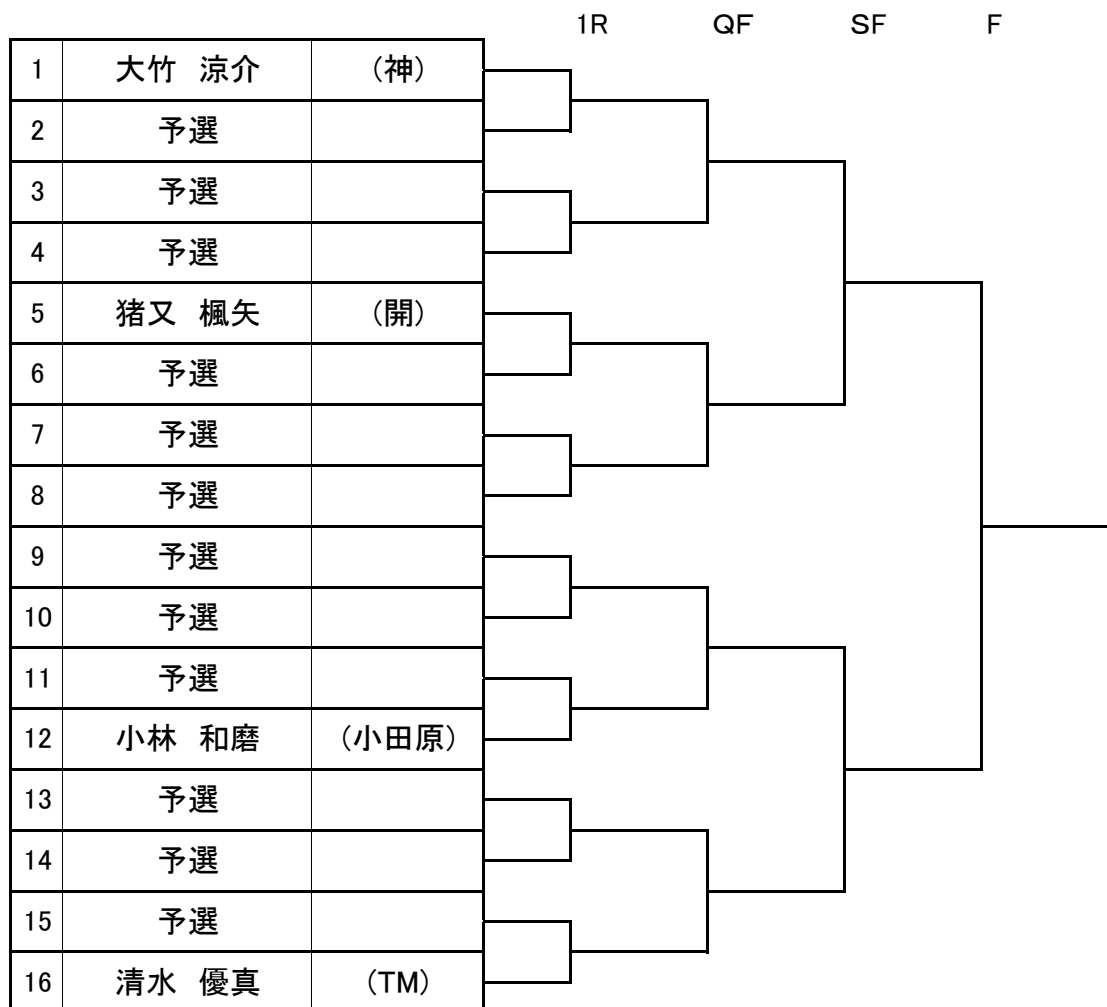 1R QF SF F
1 大竹 涼介 (神)
2 予選
3 予選
4 予選
5 猪又 楓矢 (開)
6 予選
7 予選
8 予選
9 予選
10 予選
11 予選
12 小林 和磨 (小田原)
13 予選
14 予選
15 予選
16 清水 優真 (TM)